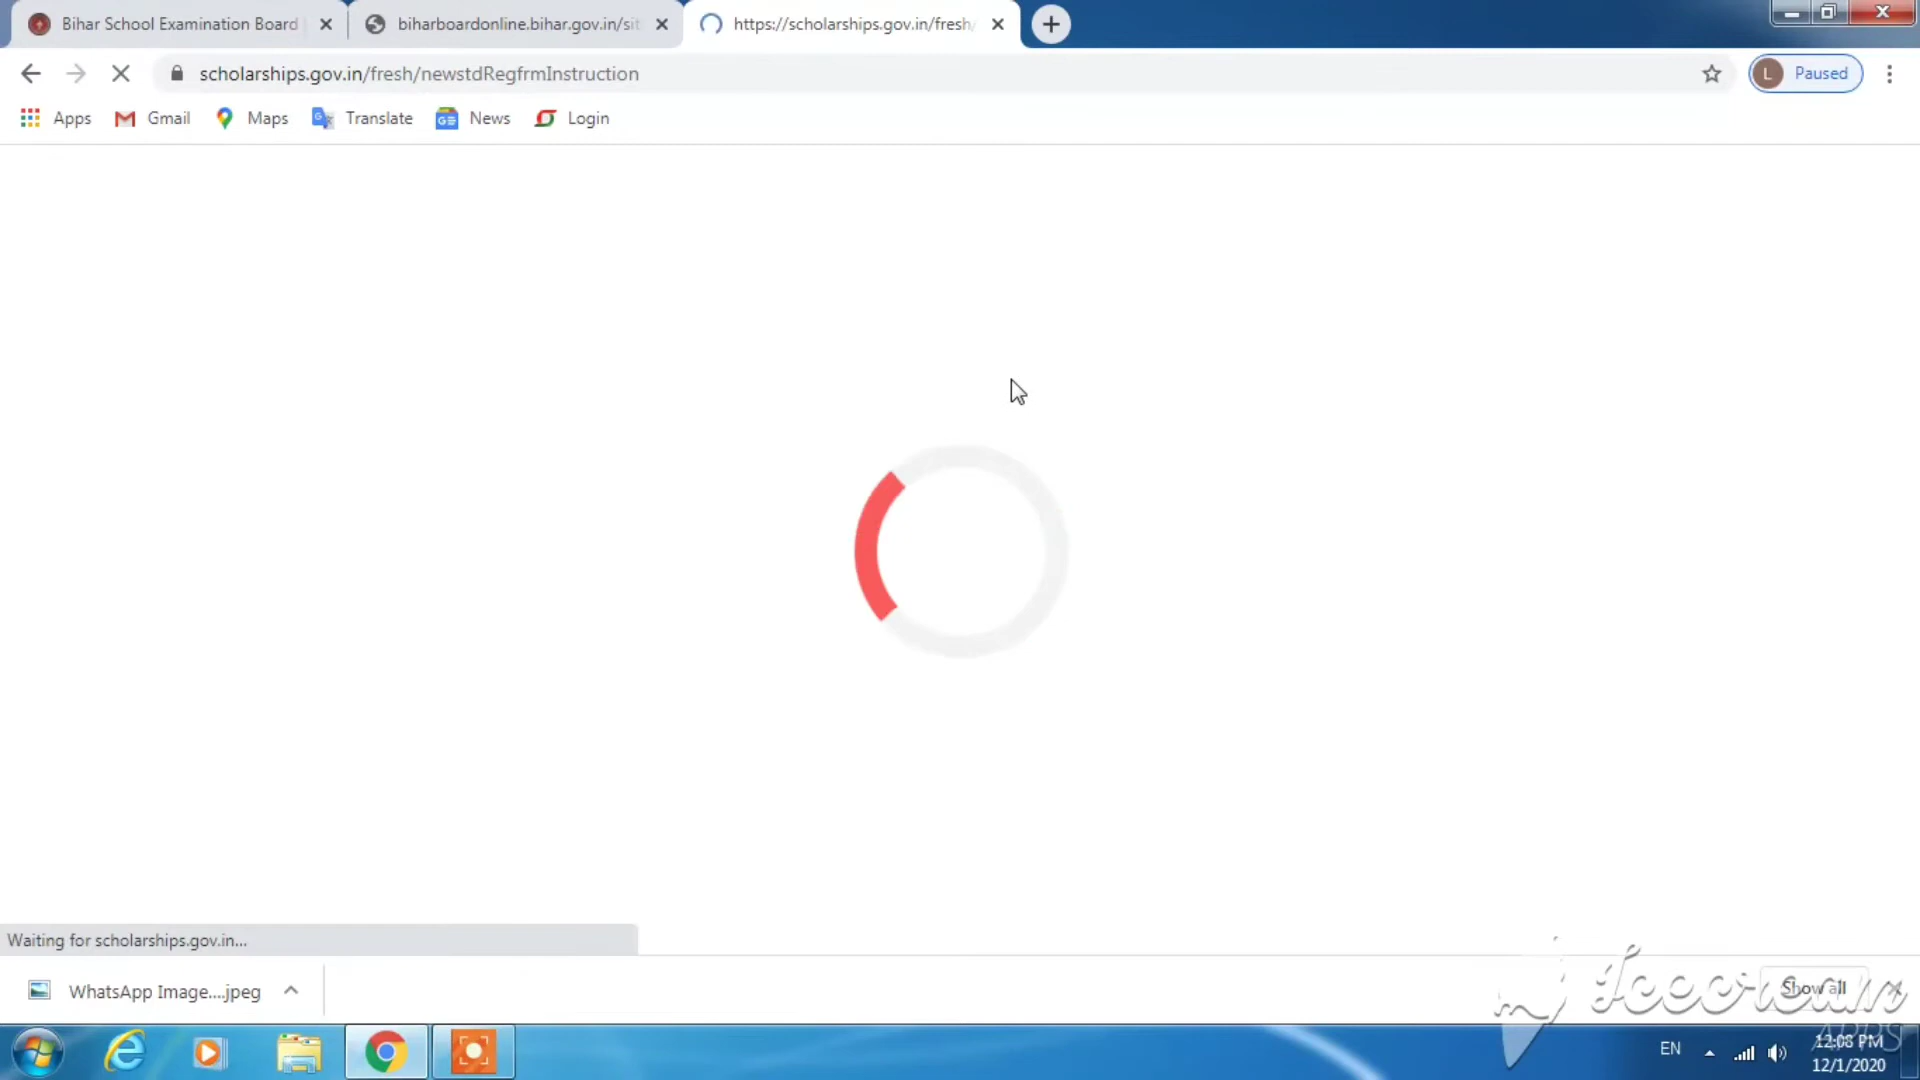 Bihar School Examination Board
biharboardonline.bihar.gov.in/sit
https://scholarships.gov.in/fresh/
scholarships.gov.in/fresh/newstdRegfrmInstruction
L Paused
Apps Gmail Maps Translate News Login
Waiting for scholarships.gov.in...
WhatsApp Image....jpeg
Show all
Icecream
APPS
EN
12:08 PM
12/1/2020